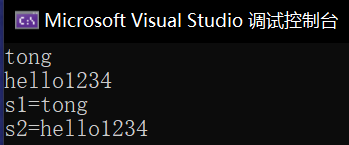 Microsoft Visual Studio 调试控制台
tong
hello1234
s1=tong
s2=hello1234